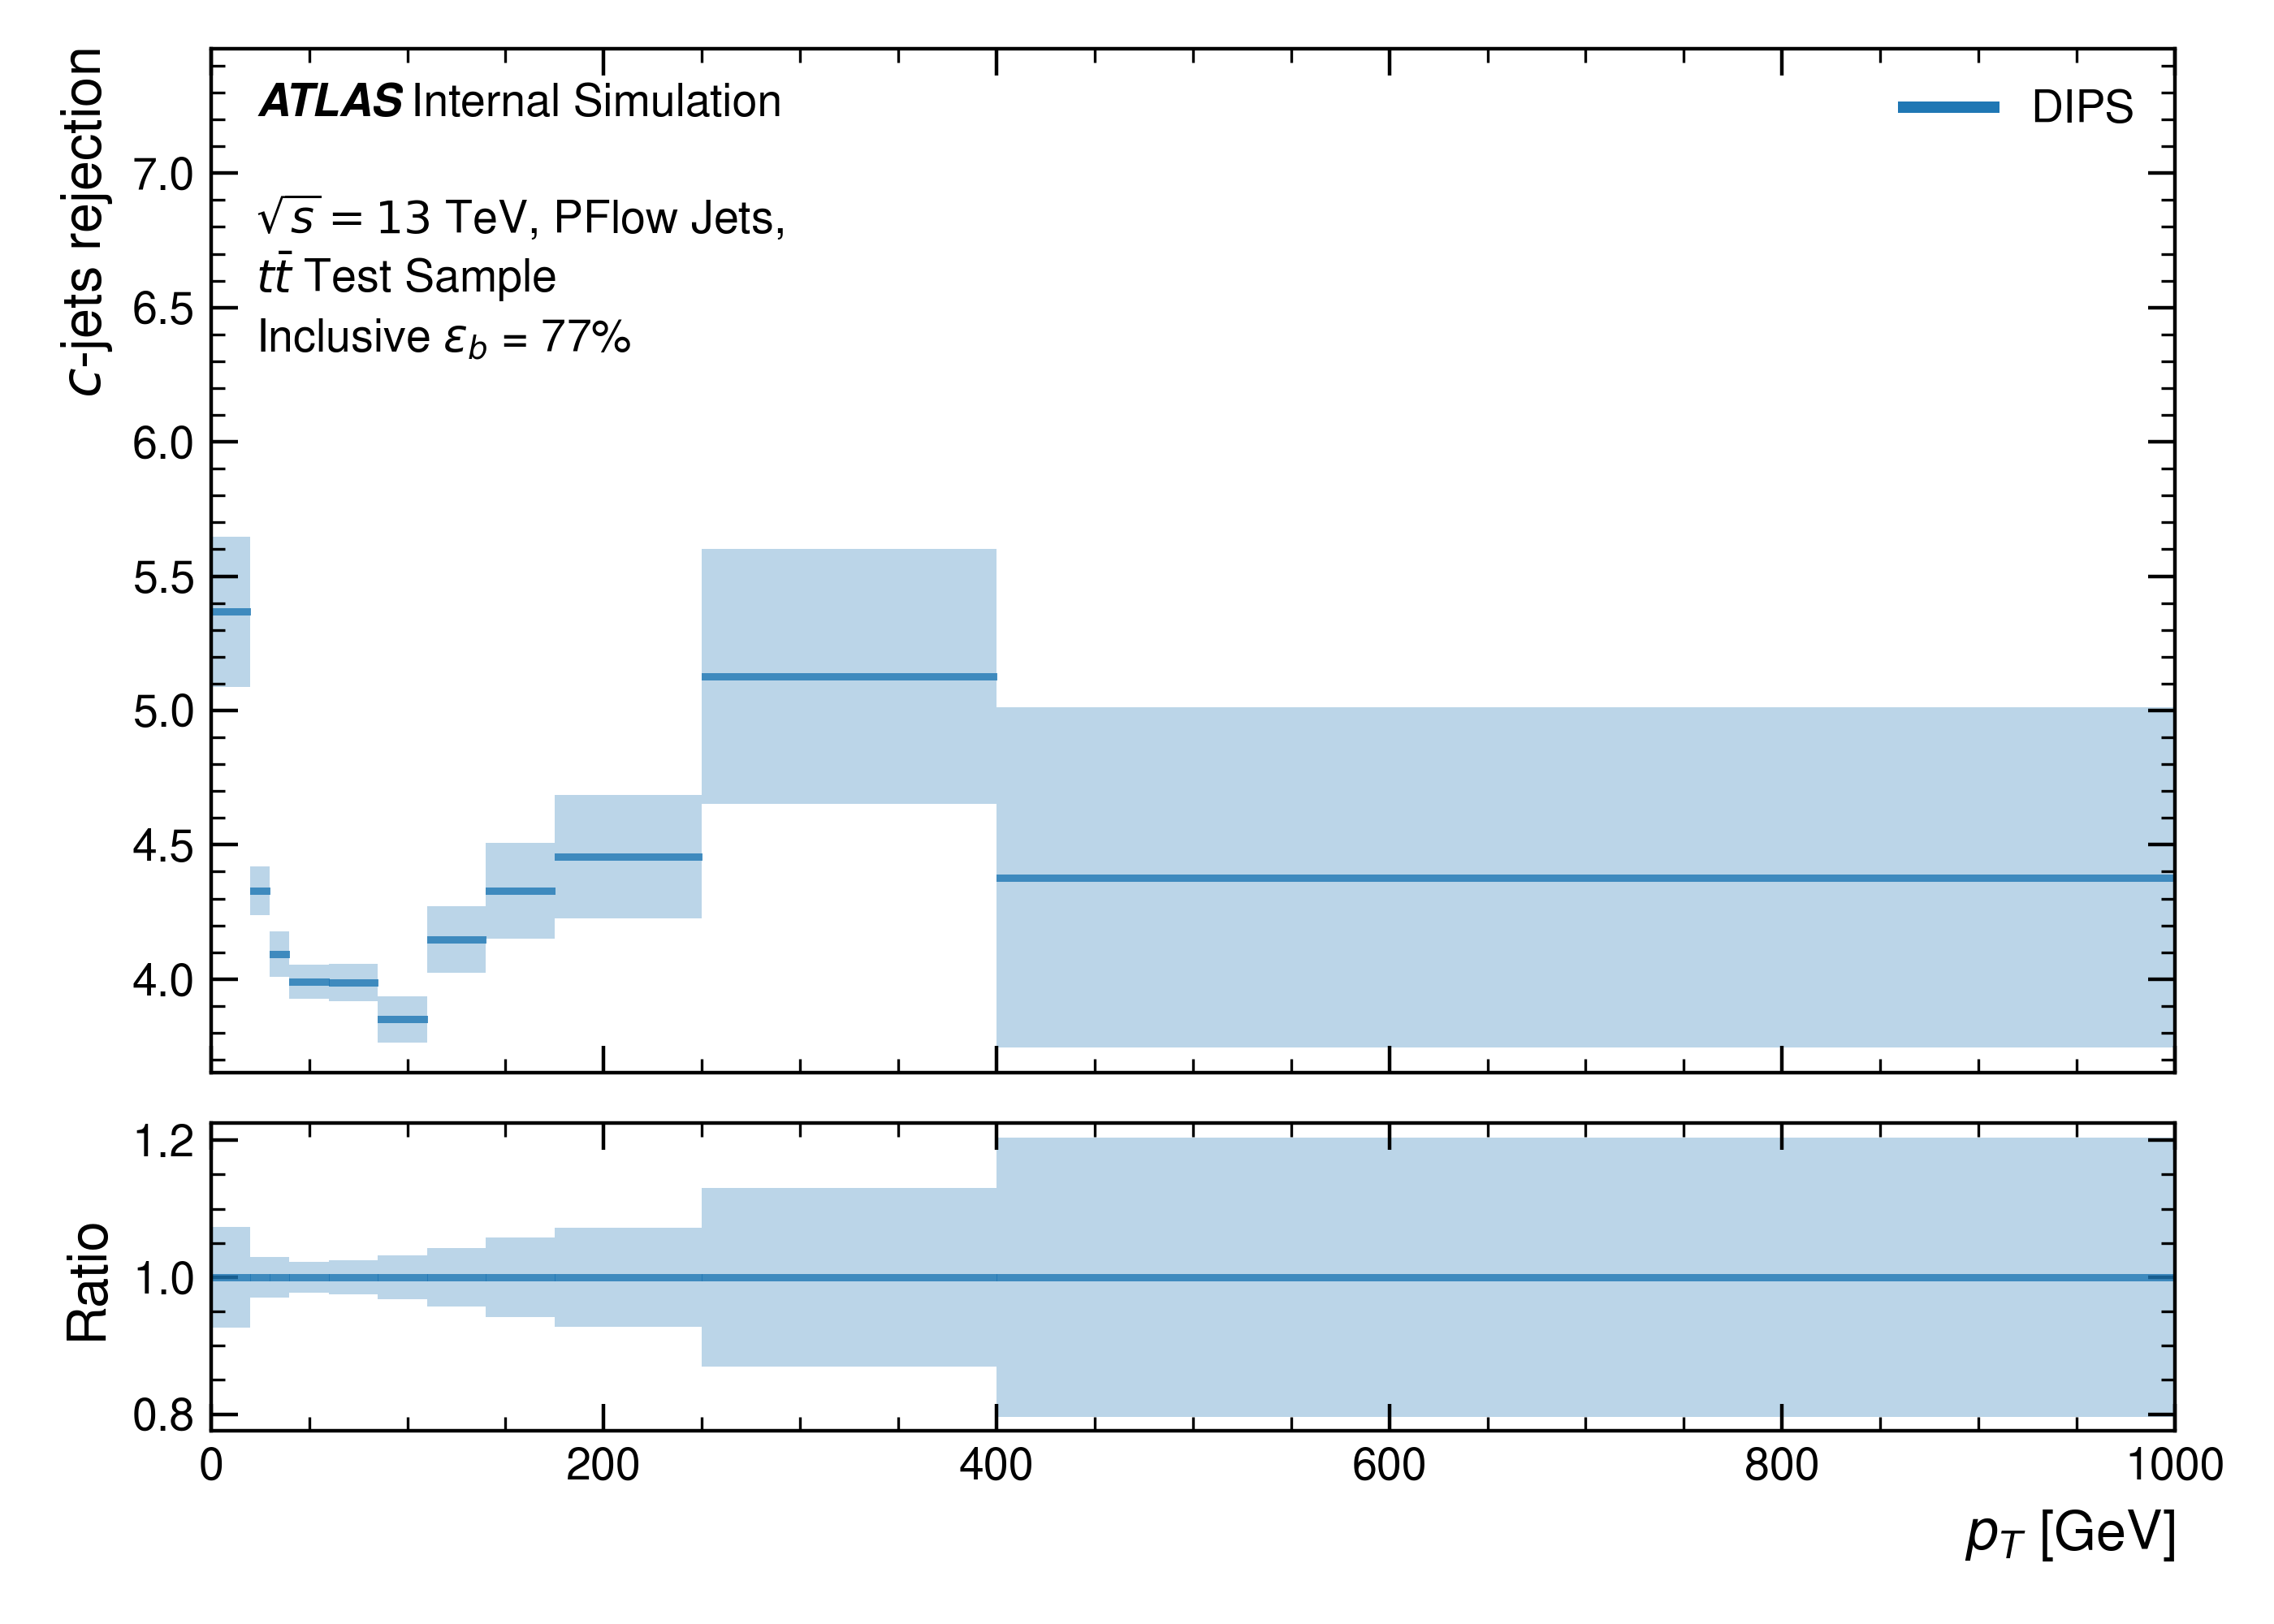 c-jets rejection
ATLAS Internal Simulation
√s = 13 TeV, PFlow Jets,
tt̄ Test Sample
Inclusive ε_b = 77%
DIPS
7.0
6.5
6.0
5.5
5.0
4.5
4.0
Ratio
1.2
1.0
0.8
0 200 400 600 800 1000
p_T [GeV]